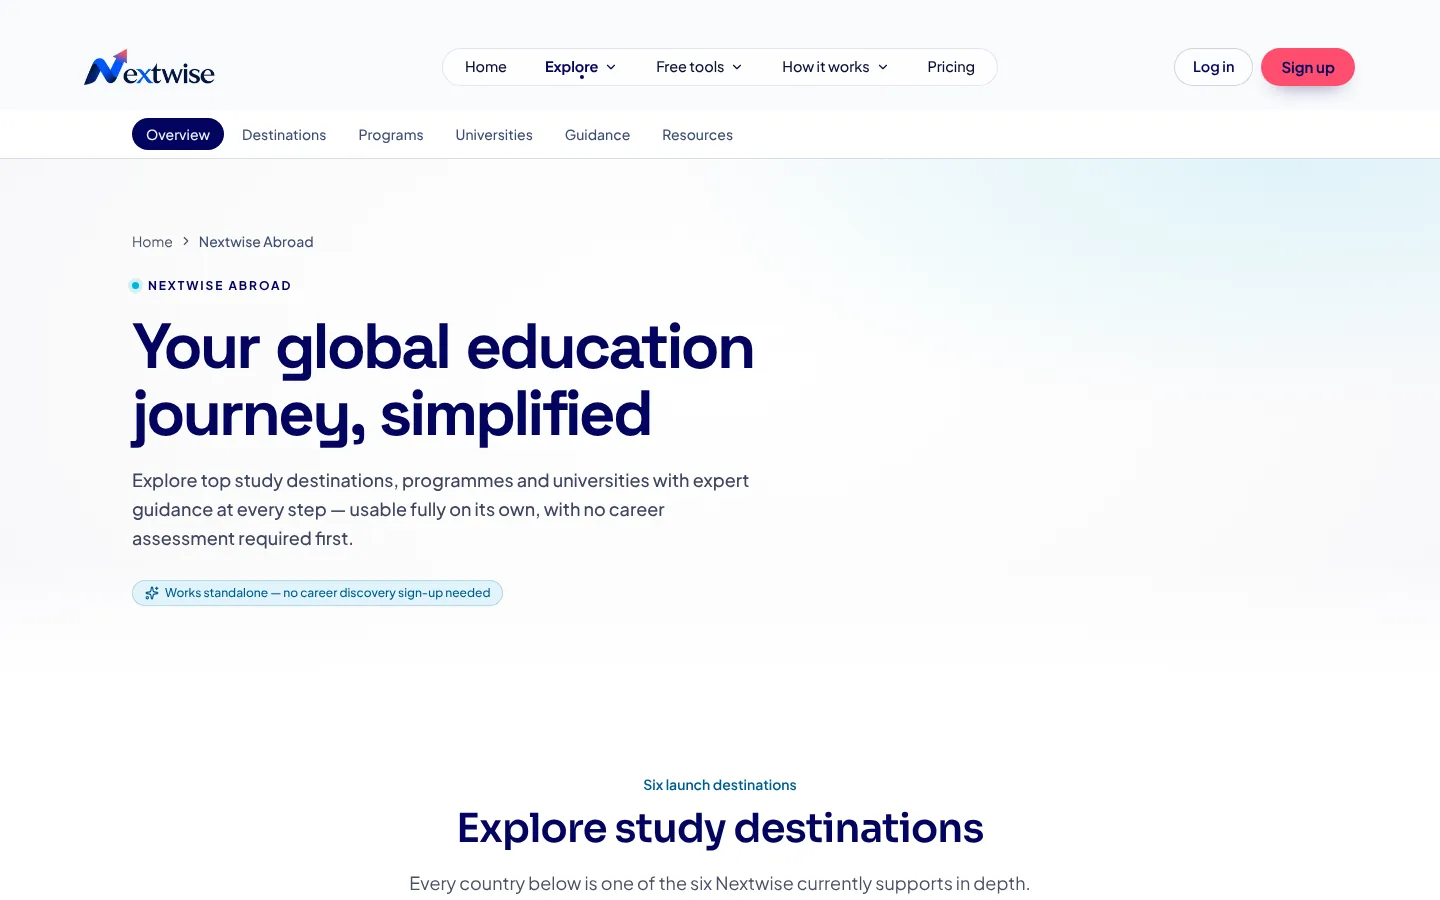 Nextwise
Home
Explore
Free tools
How it works
Pricing
Log in
Sign up
Overview
Destinations
Programs
Universities
Guidance
Resources
Home
Nextwise Abroad
NEXTWISE ABROAD
Your global education
journey, simplified
Explore top study destinations, programmes and universities with expert
guidance at every step — usable fully on its own, with no career
assessment required first.
Works standalone — no career discovery sign-up needed
Six launch destinations
Explore study destinations
Every country below is one of the six Nextwise currently supports in depth.